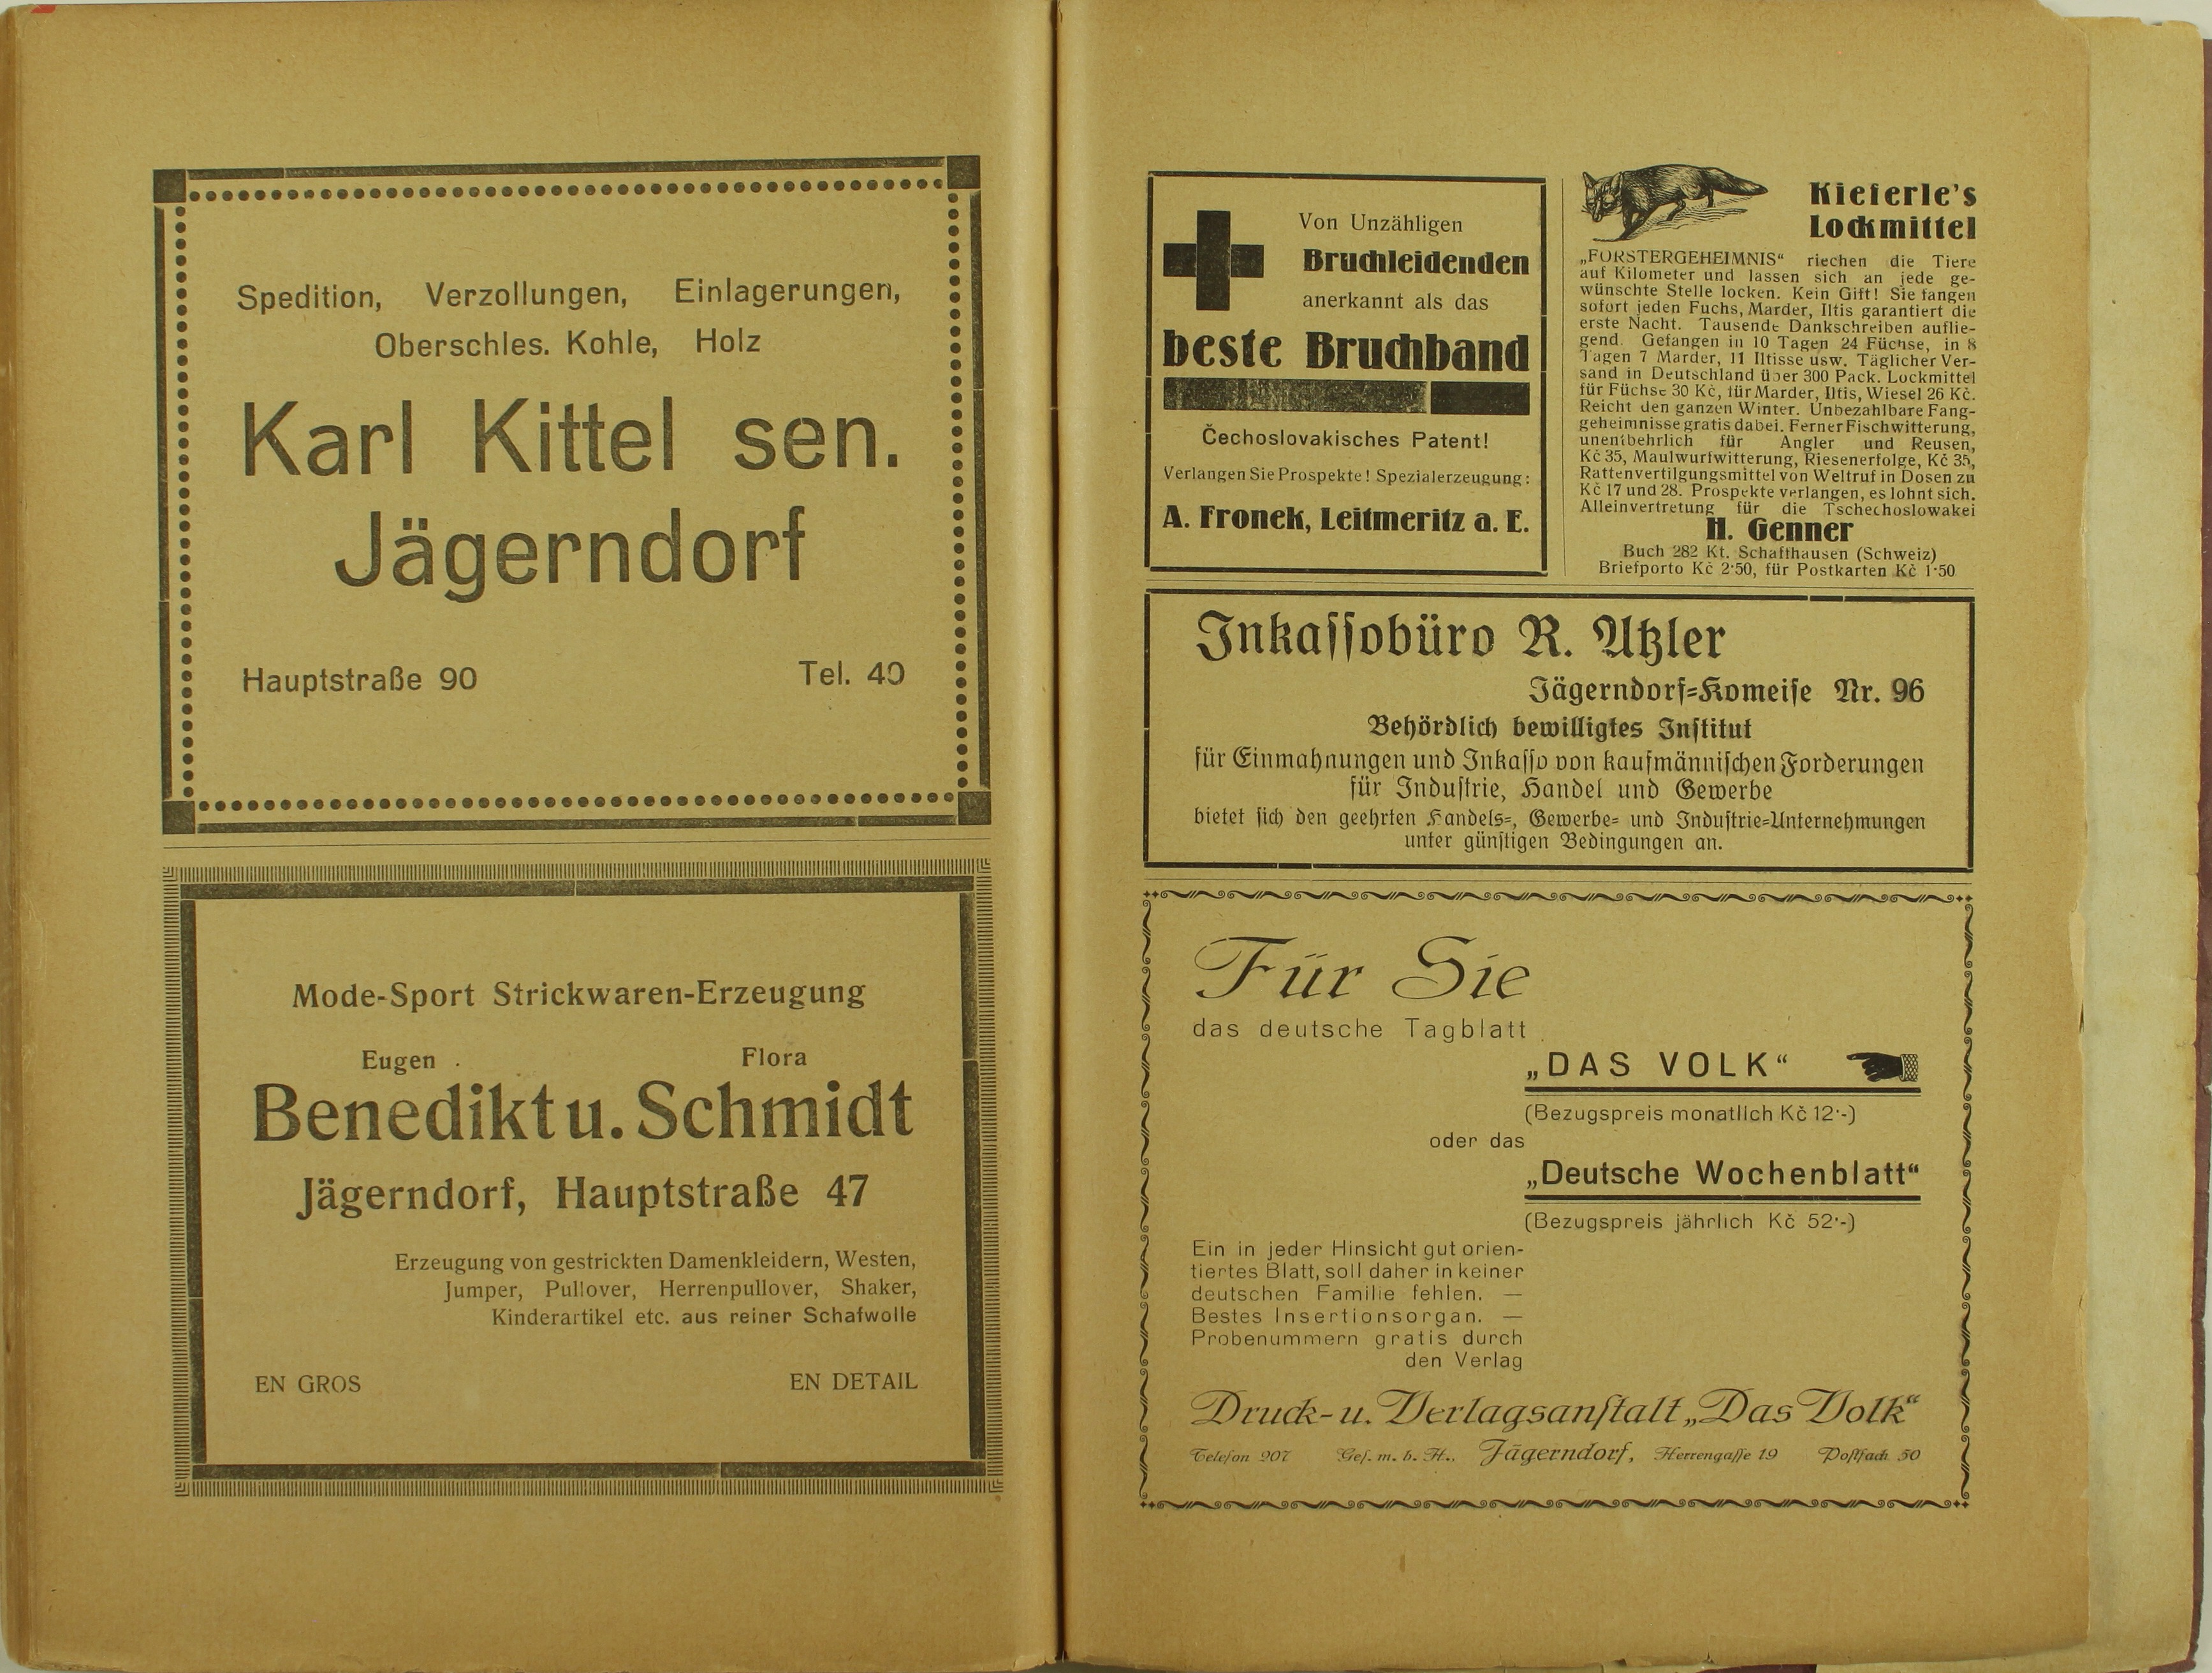 Spedition, Verzollungen, Einlagerungen,
Oberschles. Kohle, Holz
Karl Kittel sen.
Jägerndorf
Hauptstraße 90 Tel. 40
Mode-Sport Strickwaren-Erzeugung
Eugen Flora
Benedikt u. Schmidt
Jägerndorf, Hauptstraße 47
Erzeugung von gestrickten Damenkleidern, Westen,
Jumper, Pullover, Herrenpullover, Shaker,
Kinderartikel etc. aus reiner Schafwolle
EN GROS EN DETAIL
Von Unzähligen
Bruchleidenden
anerkannt als das
beste Bruchband
Čechoslovakisches Patent!
Verlangen Sie Prospekte! Spezialerzeugung:
A. Fronek, Leitmeritz a. E.
Kieferle's
Lockmittel
„FORSTERGEHEIMNIS“ riechen die Tiere
auf Kilometer und lassen sich an jede ge-
wünschte Stelle locken. Kein Gift! Sie fangen
sofort jeden Fuchs, Marder, Iltis garantiert die
erste Nacht. Tausende Dankschreiben auflie-
gend. Gefangen in 10 Tagen 24 Füchse, in 8
Tagen 7 Marder, 11 Iltisse usw. Täglicher Ver-
sand in Deutschland über 300 Pack. Lockmittel
für Füchse 30 Kč, für Marder, Iltis, Wiesel 26 Kč.
Reicht den ganzen Winter. Unbezahlbare Fang-
geheimnisse gratis dabei. Ferner Fischwitterung,
unentbehrlich für Angler und Reusen,
Kč 35, Maulwurfwitterung, Riesenerfolge, Kč 35,
Rattenvertilgungsmittel von Weltruf in Dosen zu
Kč 17 und 28. Prospekte verlangen, es lohnt sich.
Alleinvertretung für die Tschechoslowakei
H. Genner
Buch 282 Kt. Schaffhausen (Schweiz)
Briefporto Kč 2·50, für Postkarten Kč 1·50
Inkassobüro R. Atzler
Jägerndorf-Komeise Nr. 96
Behördlich bewilligtes Institut
für Einmahnungen und Inkasso von kaufmännischen Forderungen
für Industrie, Handel und Gewerbe
bietet sich den geehrten Handels-, Gewerbe- und Industrie-Unternehmungen
unter günstigen Bedingungen an.
Für Sie
das deutsche Tagblatt
„DAS VOLK“
(Bezugspreis monatlich Kč 12·-)
oder das
„Deutsche Wochenblatt“
(Bezugspreis jährlich Kč 52·-)
Ein in jeder Hinsicht gut orien-
tiertes Blatt, soll daher in keiner
deutschen Familie fehlen. —
Bestes Insertionsorgan. —
Probenummern gratis durch
den Verlag
Druck- u. Verlagsanstalt „Das Volk“
Telefon 907 Ges. m. b. H., Jägerndorf, Herrengasse 19 Postfach 50